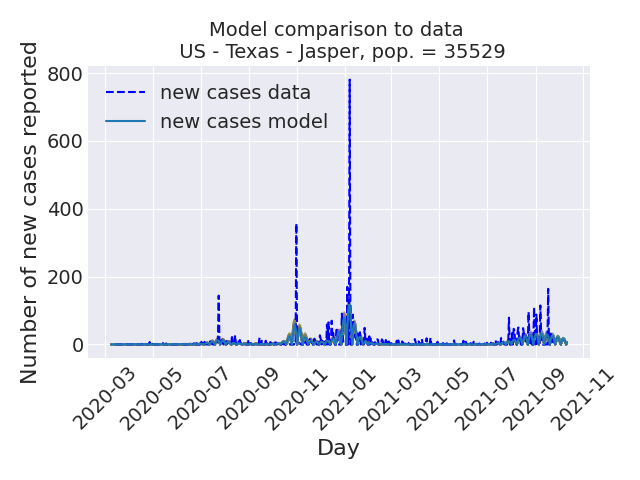 Model comparison to data
US - Texas - Jasper, pop. = 35529
Number of new cases reported
800
600
400
200
0
new cases data
new cases model
2020-03
2020-05
2020-07
2020-09
2020-11
2021-01
2021-03
2021-05
2021-07
2021-09
2021-11
Day